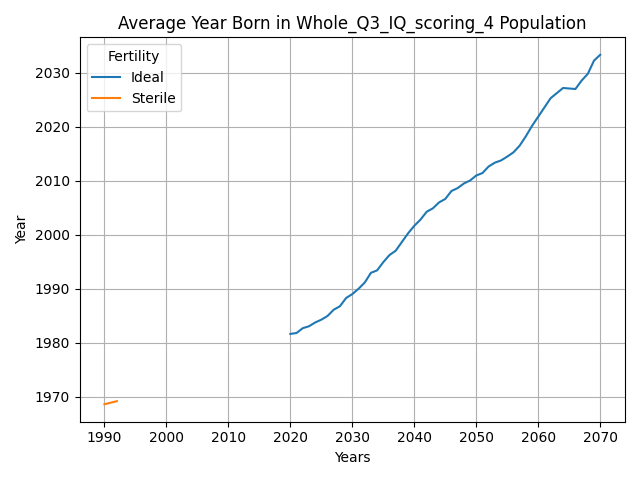 Average Year Born in Whole_Q3_IQ_scoring_4 Population
Fertility
Ideal
Sterile
Year
2030
2020
2010
2000
1990
1980
1970
1990 2000 2010 2020 2030 2040 2050 2060 2070
Years